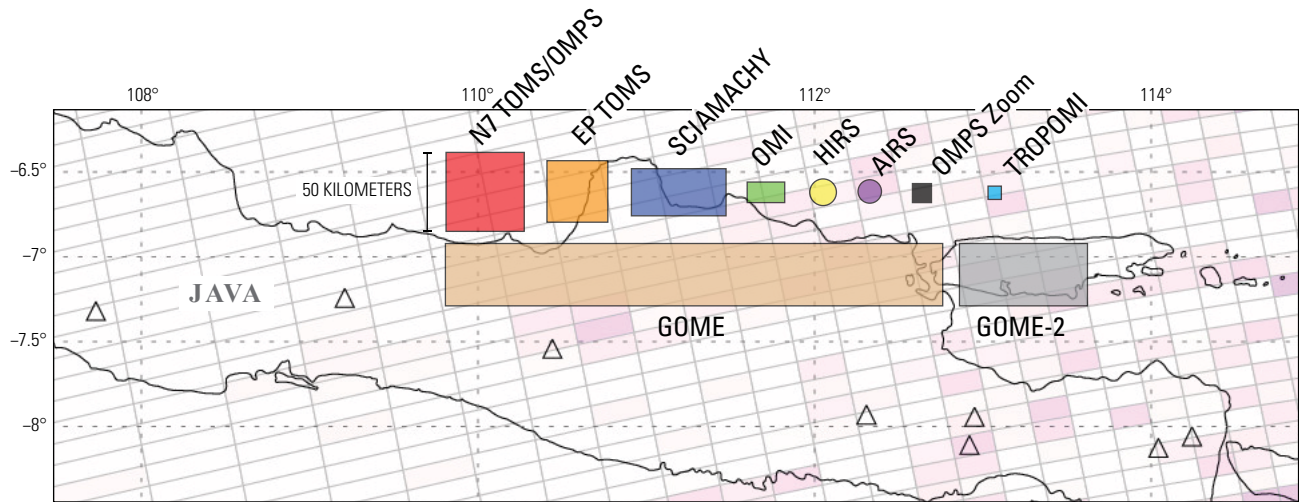 108°
110°
112°
114°
N7 TOMS/OMPS
EP TOMS
SCIAMACHY
OMI
HIRS
AIRS
OMPS Zoom
TROPOMI
−6.5°
50 KILOMETERS
−7°
JAVA
GOME
GOME-2
−7.5°
−8°